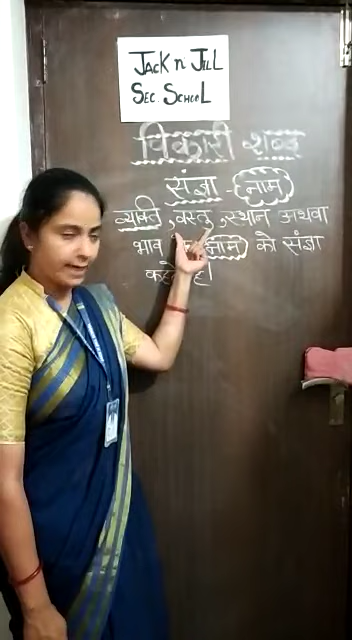 JACK n' JILL
SEC. SCHOOL
विकारी शब्द
संज्ञा - नाम
व्यक्ति, वस्तु, स्थान अथवा
भाव नाम को संज्ञा
कहते हैं।